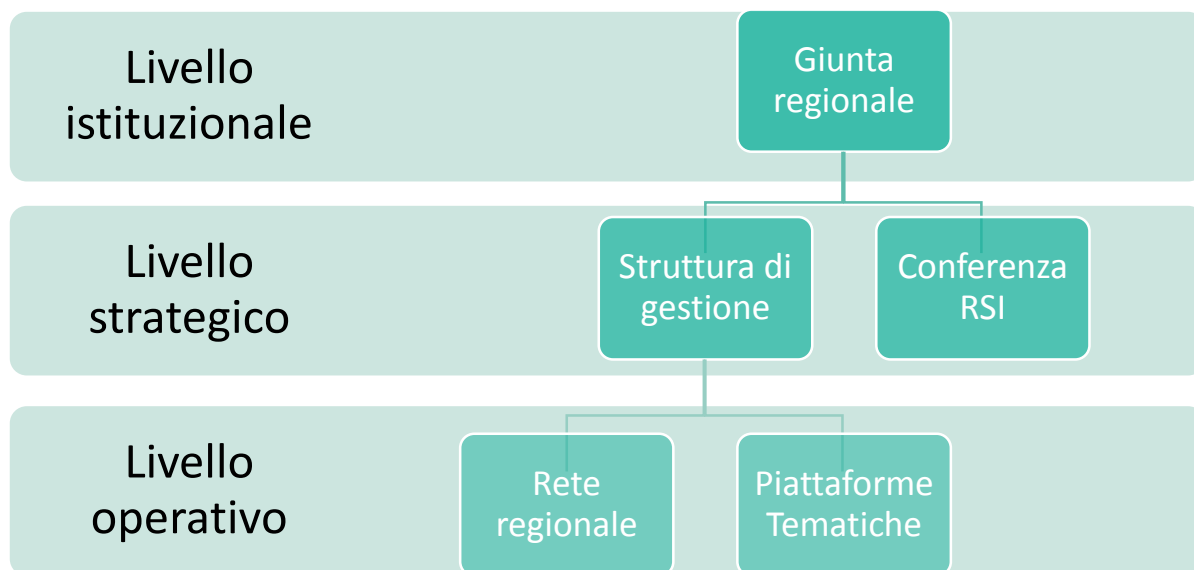 Livello
istituzionale
Giunta
regionale
Livello
strategico
Struttura di
gestione
Conferenza
RSI
Livello
operativo
Rete
regionale
Piattaforme
Tematiche